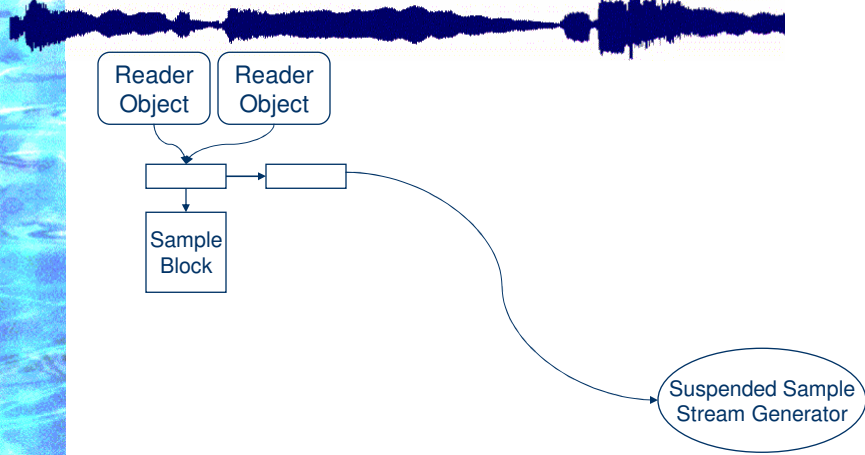 Reader
Object
Reader
Object
Sample
Block
Suspended Sample
Stream Generator